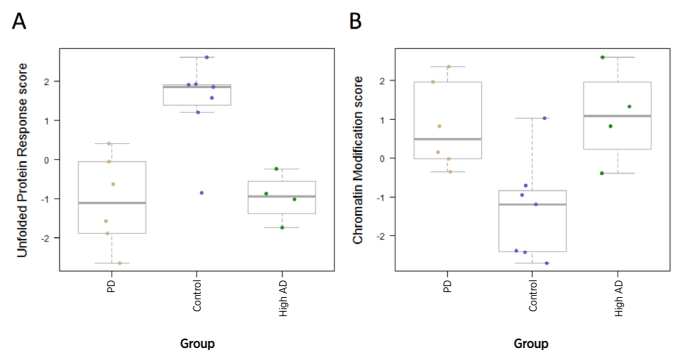 A
B
Unfolded Protein Response score
2
1
0
-1
-2
PD
Control
High AD
Group
Chromatin Modification score
2
1
0
-1
-2
PD
Control
High AD
Group